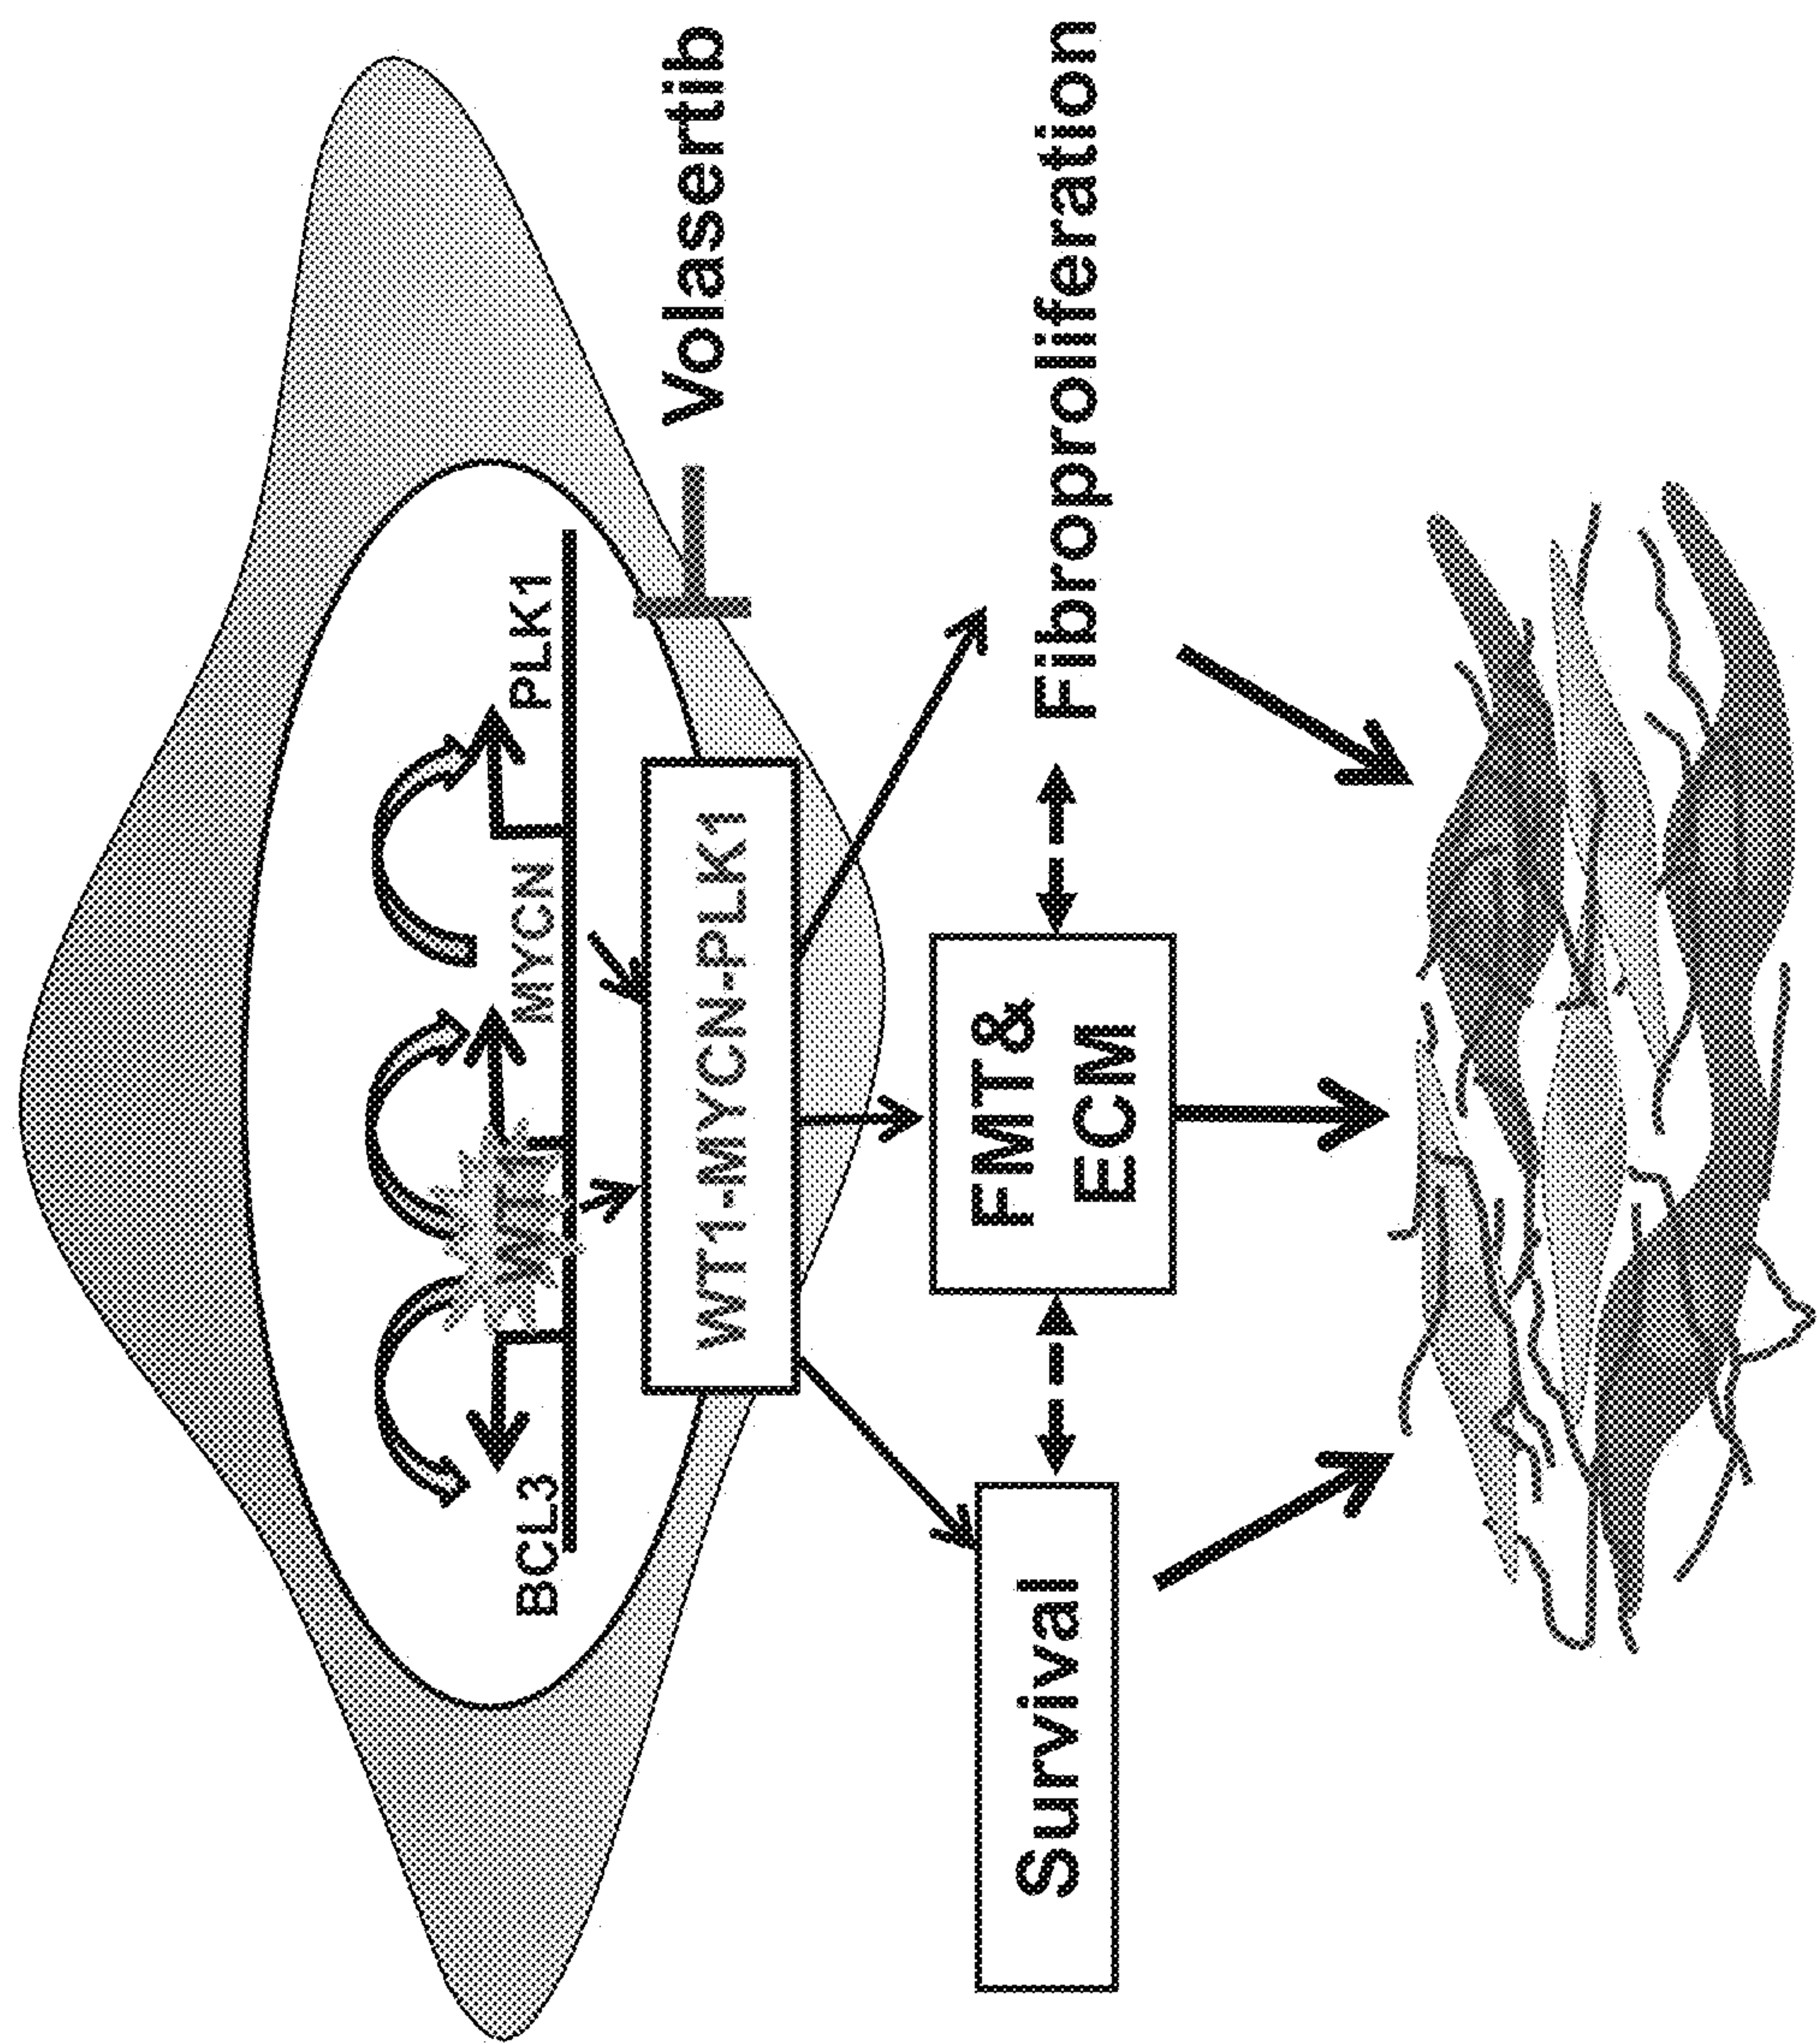 BCL3
WT1
MYCN
PLK1
WT1-MYCN-PLK1
Volasertib
Survival
FMT&
ECM
Fibroproliferation